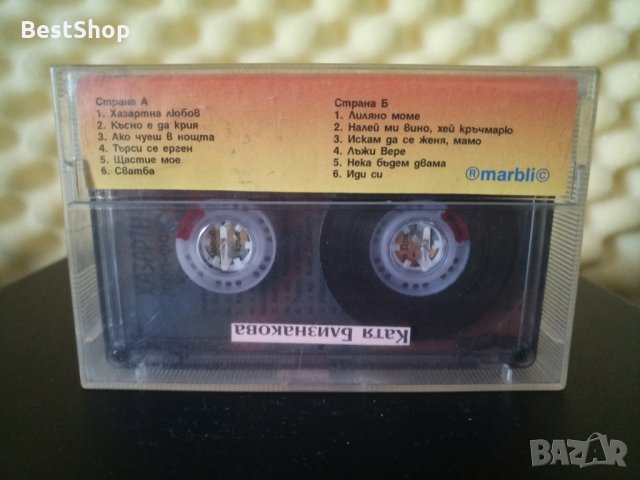 BestShop
Страна А
1. Хазартна любов
2. Късно е да крия
3. Ако чуеш в нощта
4. Търси се ерген
5. Щастие мое
6. Сватба
Страна Б
1. Лиляно моме
2. Налей ми вино, хей кръчмарю
3. Искам да се женя, мамо
4. Лъжи Вере
5. Нека бъдем двама
6. Иди си
®marbli©
Катя Близнакова
BAZAR